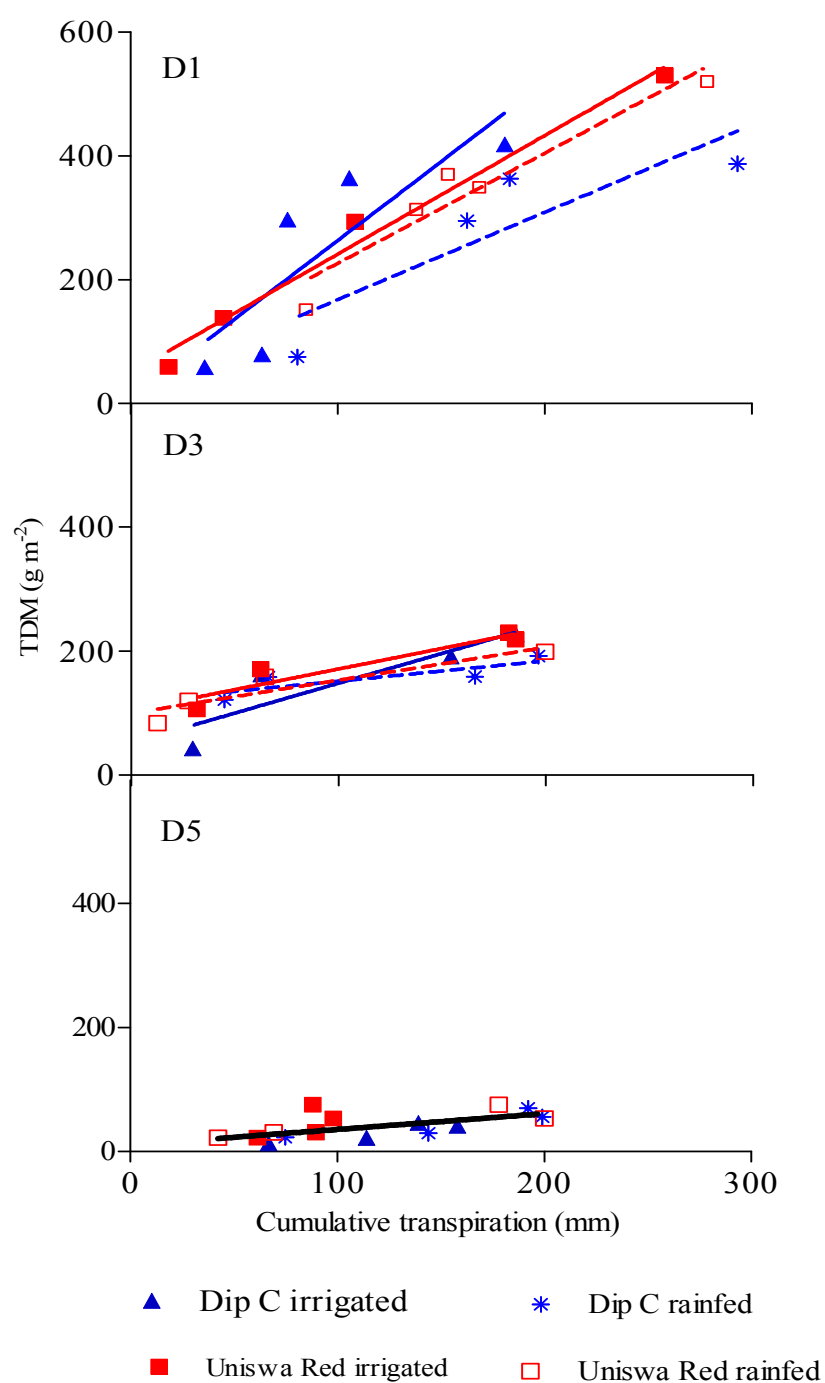 600
D1
400
200
0
D3
400
200
0
TDM (g m-2)
D5
400
200
0
0 100 200 300
Cumulative transpiration (mm)
Dip C irrigated Dip C rainfed
Uniswa Red irrigated Uniswa Red rainfed